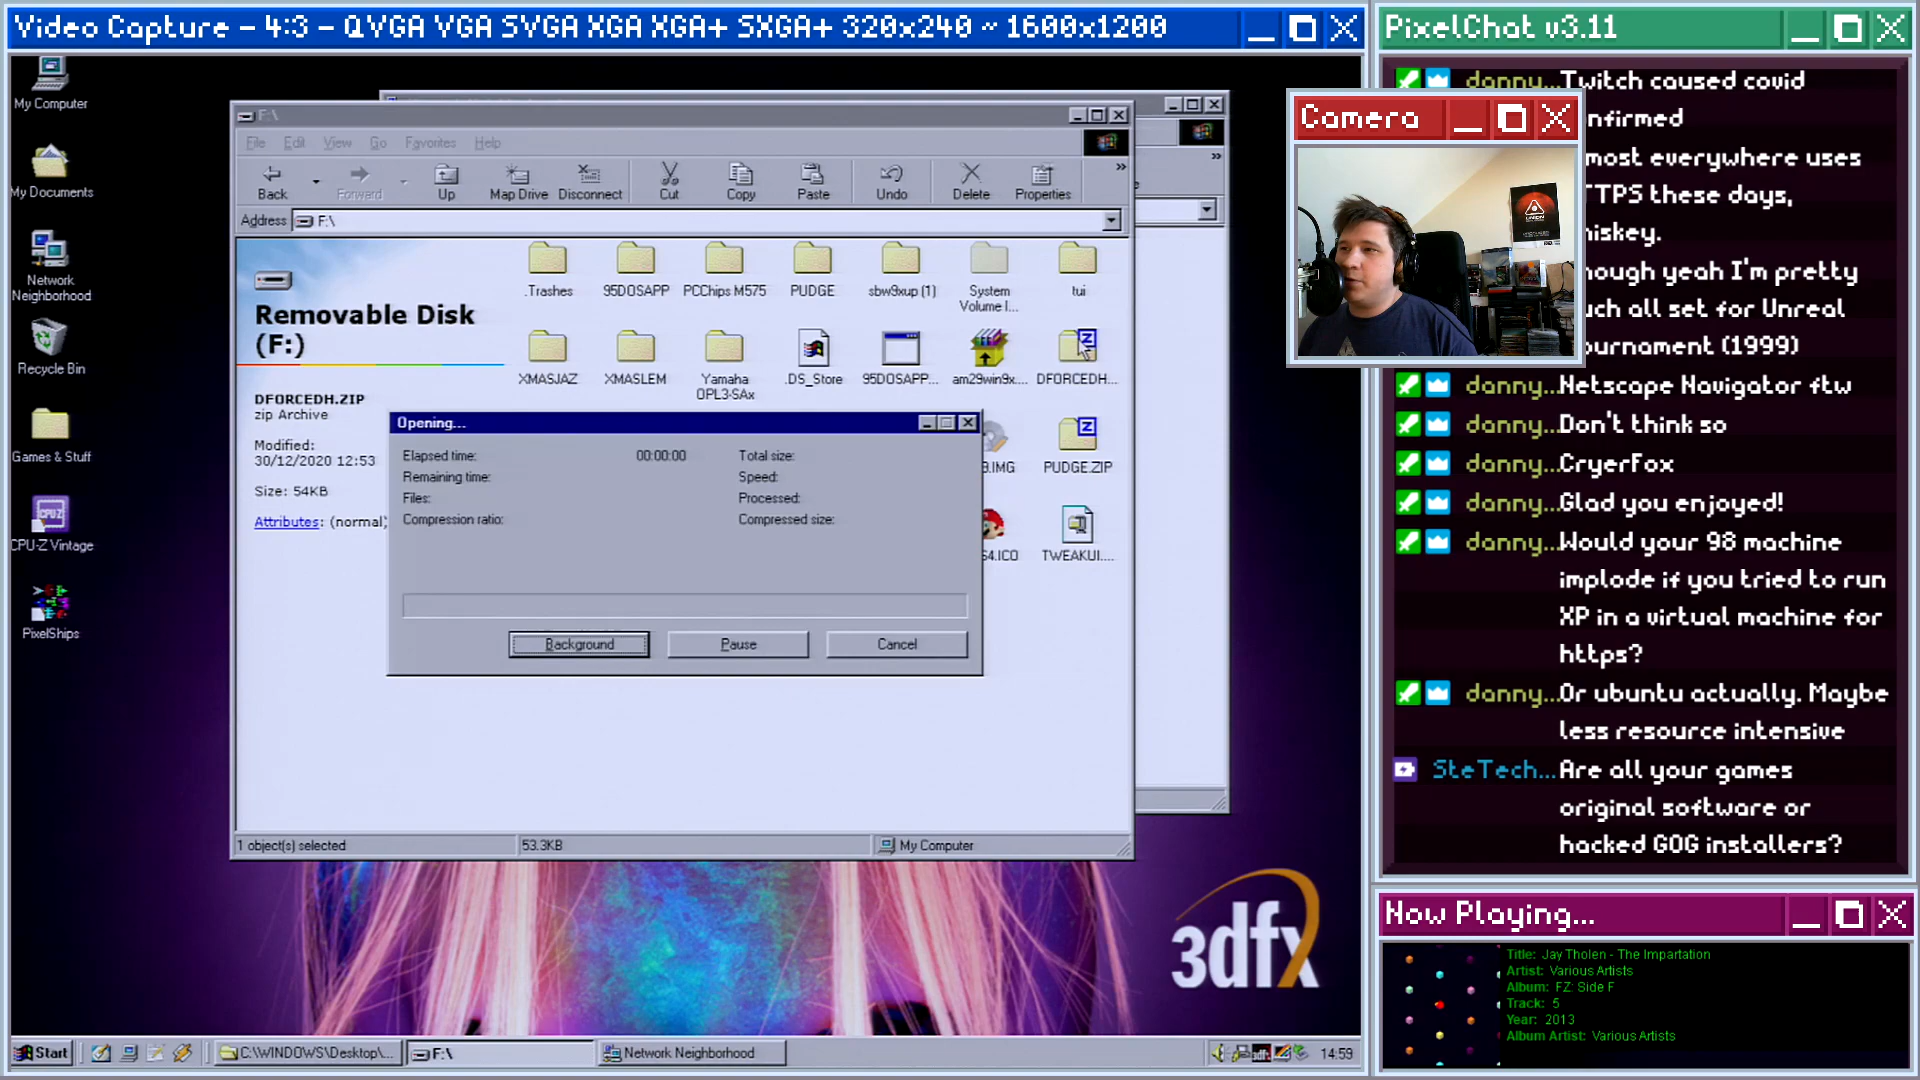 Video Capture - 4:3 - QVGA VGA SVGA XGA XGA+ SXGA+ 320x240 ~ 1600x1200
My Computer
My Documents
Network
Neighborhood
Recycle Bin
Games & Stuff
CPU-Z Vintage
PixelShips
F:\
File Edit View Go Favorites Help
Back Forward Up Map Drive Disconnect Cut Copy Paste Undo Delete Properties
Address F:\
Removable Disk
(F:)
DFORCEDH.ZIP
zip Archive
Modified:
30/12/2020 12:53
Size: 54KB
Attributes: (normal)
.Trashes 95DOSAPP PCChips M575 PUDGE sbw9xup (1) System
Volume I... tui
XMASJAZ XMASLEM Yamaha
OPL3-SAx .DS_Store 95DOSAPP... am29win9x.... DFORCEDH...
B.IMG PUDGE.ZIP
S4.ICO TWEAKUI....
Opening...
Elapsed time: 00:00:00 Total size:
Remaining time: Speed:
Files: Processed:
Compression ratio: Compressed size:
Background Pause Cancel
1 object(s) selected 53.3KB My Computer
3dfx
Start C:\WINDOWS\Desktop\... F:\ Network Neighborhood 14:59
PixelChat v3.11
danny...Twitch caused covid
nfirmed
most everywhere uses
TTPS these days,
iskey.
hough yeah I'm pretty
uch all set for Unreal
ournament (1999)
danny...Netscape Navigator ftw
danny...Don't think so
danny...CryerFox
danny...Glad you enjoyed!
danny...Would your 98 machine
implode if you tried to run
XP in a virtual machine for
https?
danny...Or ubuntu actually. Maybe
less resource intensive
SteTech...Are all your games
original software or
hacked GOG installers?
Camera
Now Playing...
Title: Jay Tholen - The Impartation
Artist: Various Artists
Album: FZ: Side F
Track: 5
Year: 2013
Album Artist: Various Artists